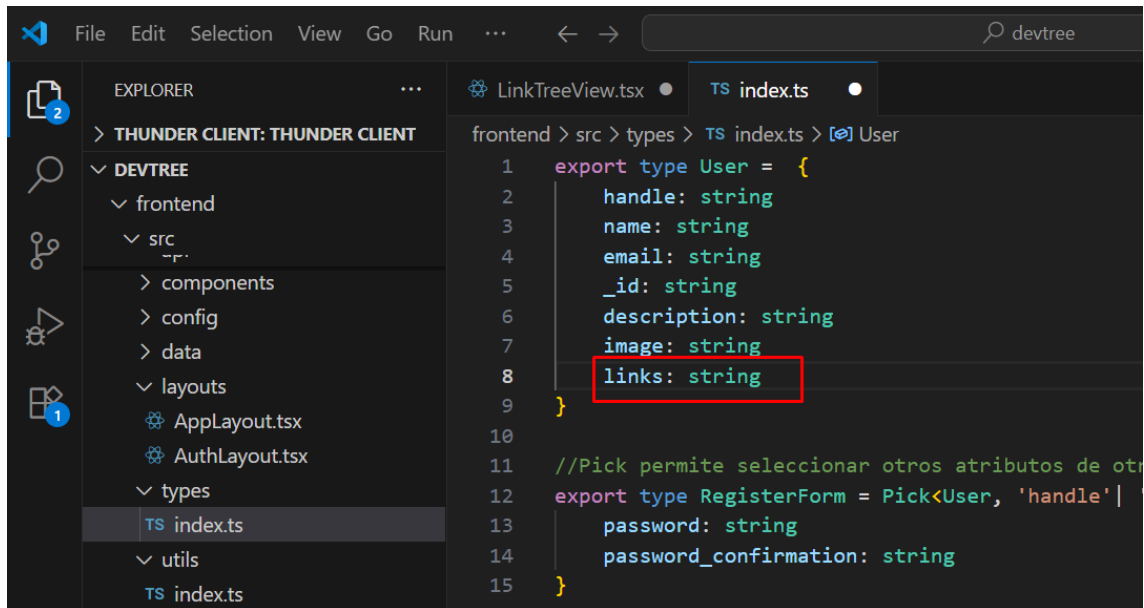 File Edit Selection View Go Run ... devtree
EXPLORER ...
2
THUNDER CLIENT: THUNDER CLIENT
DEVTREE
frontend
src
components
config
data
layouts
AppLayout.tsx
AuthLayout.tsx
types
TS index.ts
utils
TS index.ts
1
LinkTreeView.tsx TS index.ts
frontend > src > types > TS index.ts > User
1 export type User = {
2 handle: string
3 name: string
4 email: string
5 _id: string
6 description: string
7 image: string
8 links: string
9 }
10
11 //Pick permite seleccionar otros atributos de
12 export type RegisterForm = Pick<User, 'handle'| '
13 password: string
14 password_confirmation: string
15 }